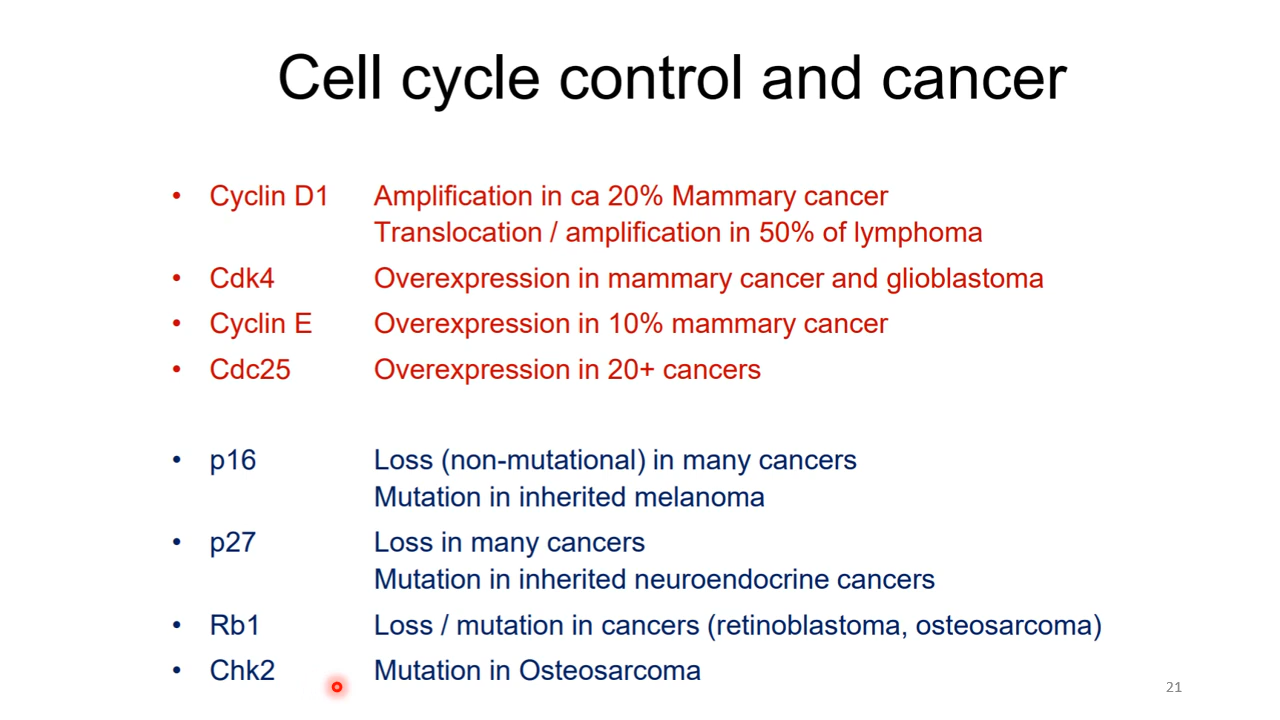 Cell cycle control and cancer
• Cyclin D1 Amplification in ca 20% Mammary cancer
Translocation / amplification in 50% of lymphoma
• Cdk4 Overexpression in mammary cancer and glioblastoma
• Cyclin E Overexpression in 10% mammary cancer
• Cdc25 Overexpression in 20+ cancers
• p16 Loss (non-mutational) in many cancers
Mutation in inherited melanoma
• p27 Loss in many cancers
Mutation in inherited neuroendocrine cancers
• Rb1 Loss / mutation in cancers (retinoblastoma, osteosarcoma)
• Chk2 Mutation in Osteosarcoma
21